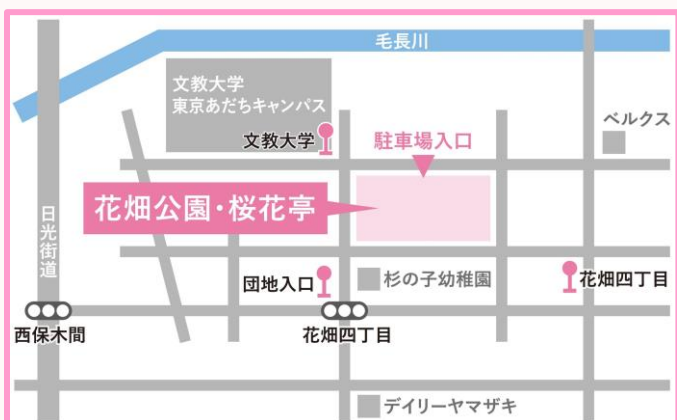 毛長川
文教大学
東京あだちキャンパス
ベルクス
文教大学
駐車場入口
花畑公園・桜花亭
日光街道
団地入口
杉の子幼稚園
花畑四丁目
西保木間
花畑四丁目
デイリーヤマザキ